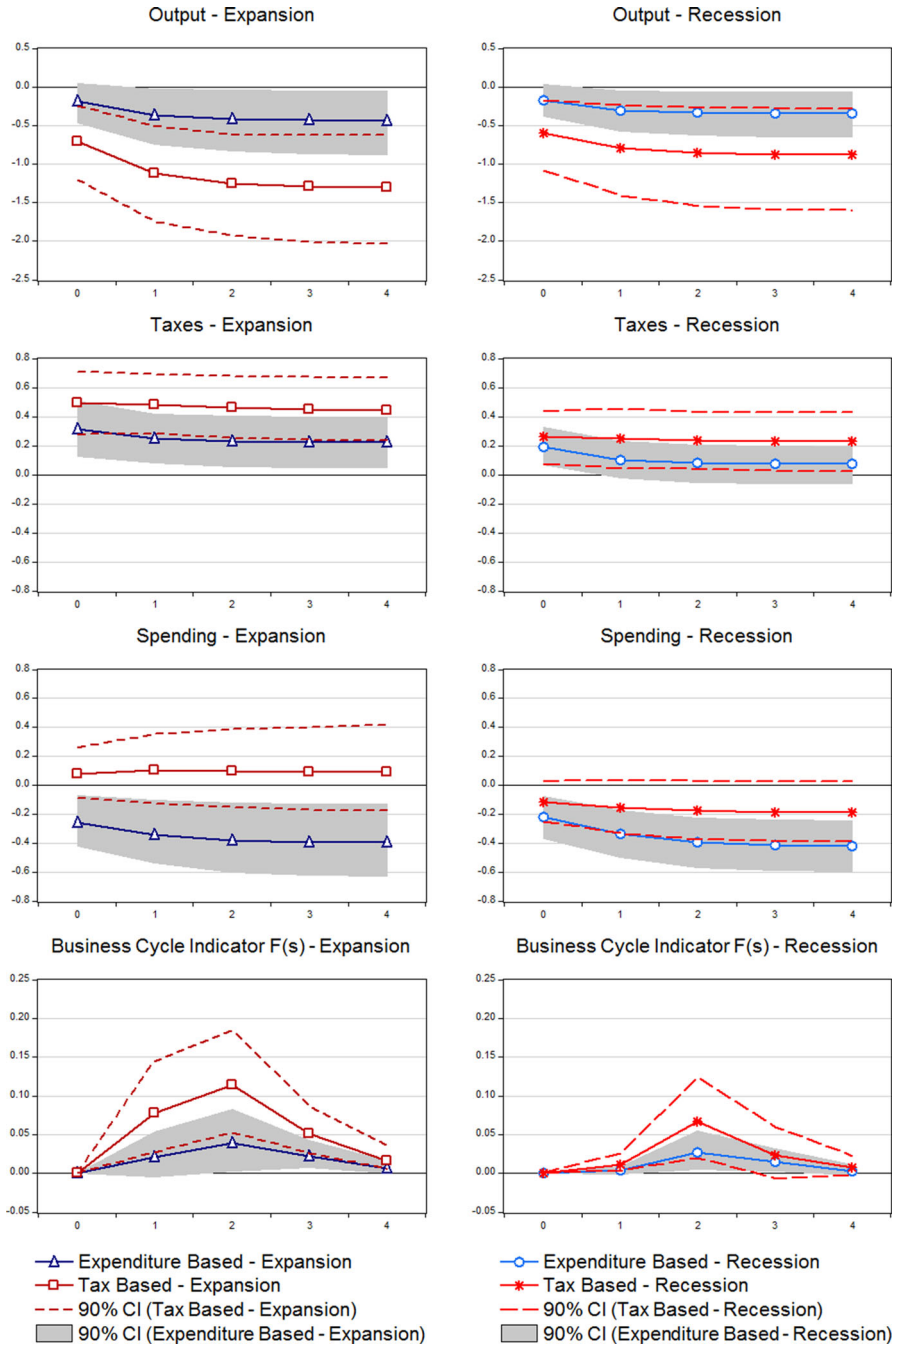 Output - Expansion
Output - Recession
0.5
0.0
-0.5
-1.0
-1.5
-2.0
-2.5
0 1 2 3 4
0.5
0.0
-0.5
-1.0
-1.5
-2.0
-2.5
0 1 2 3 4
Taxes - Expansion
Taxes - Recession
0.8
0.6
0.4
0.2
0.0
-0.2
-0.4
-0.6
-0.8
0 1 2 3 4
0.8
0.6
0.4
0.2
0.0
-0.2
-0.4
-0.6
-0.8
0 1 2 3 4
Spending - Expansion
Spending - Recession
0.8
0.6
0.4
0.2
0.0
-0.2
-0.4
-0.6
-0.8
0 1 2 3 4
0.8
0.6
0.4
0.2
0.0
-0.2
-0.4
-0.6
-0.8
0 1 2 3 4
Business Cycle Indicator F(s) - Expansion
Business Cycle Indicator F(s) - Recession
0.25
0.20
0.15
0.10
0.05
0.00
-0.05
0 1 2 3 4
0.25
0.20
0.15
0.10
0.05
0.00
-0.05
0 1 2 3 4
Expenditure Based - Expansion
Tax Based - Expansion
90% CI (Tax Based - Expansion)
90% CI (Expenditure Based - Expansion)
Expenditure Based - Recession
Tax Based - Recession
90% CI (Tax Based - Recession)
90% CI (Expenditure Based - Recession)